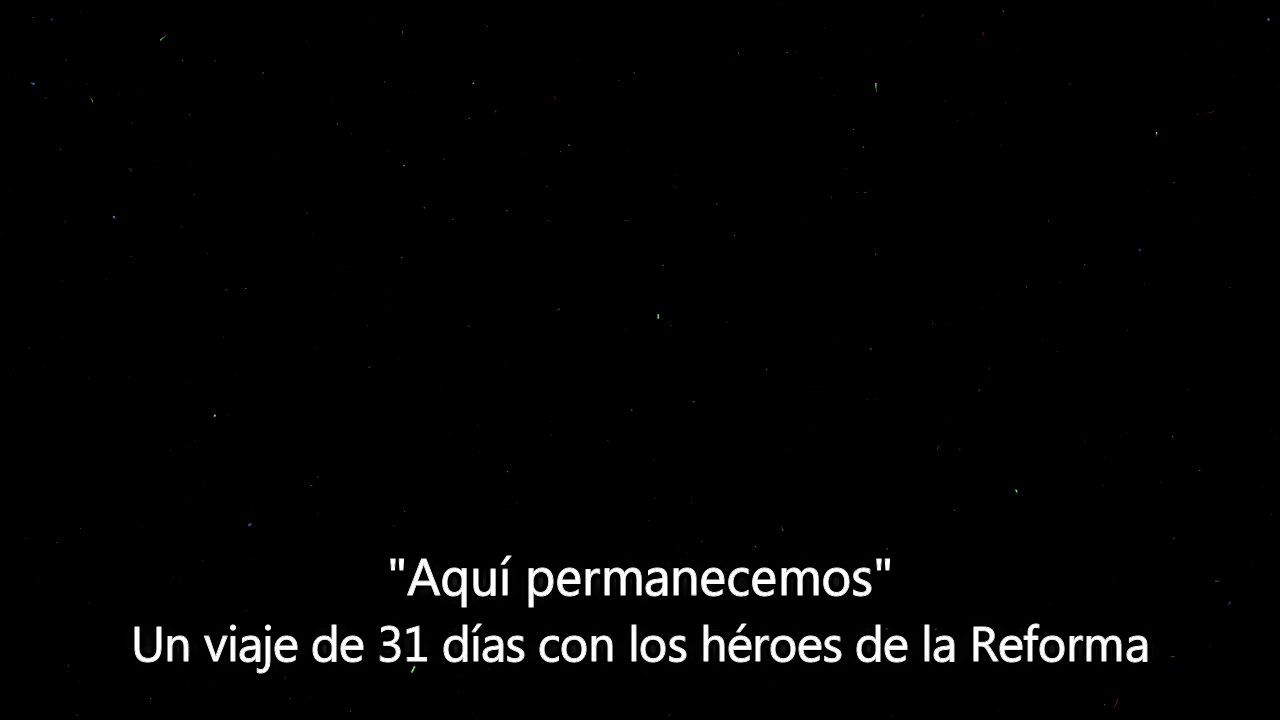 "Aquí permanecemos"
Un viaje de 31 días con los héroes de la Reforma